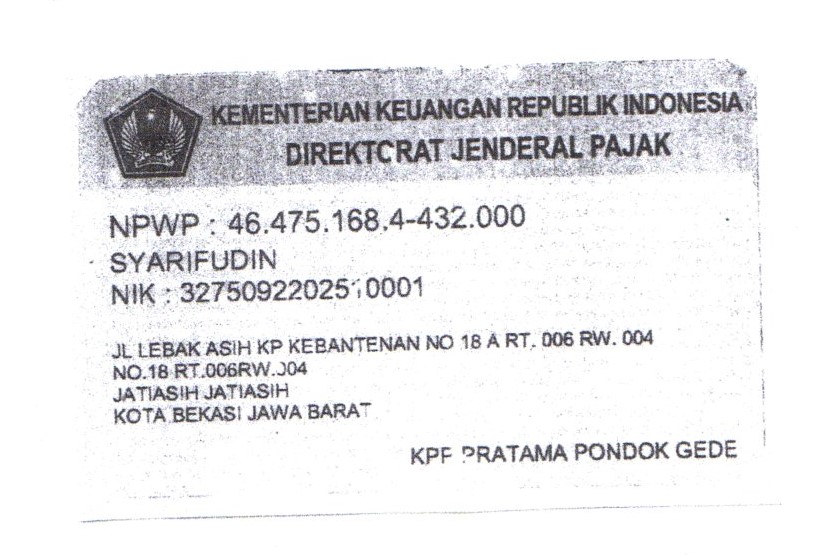 KEMENTERIAN KEUANGAN REPUBLIK INDONESIA
DIREKTORAT JENDERAL PAJAK
NPWP : 46.475.168.4-432.000
SYARIFUDIN
NIK :
JL LEBAK ASIH KP KEBANTENAN NO 18 A RT. 006 RW. 004
NO.18 RT.006RW.004
JATIASIH JATIASIH
KOTA BEKASI JAWA BARAT
KPP PRATAMA PONDOK GEDE